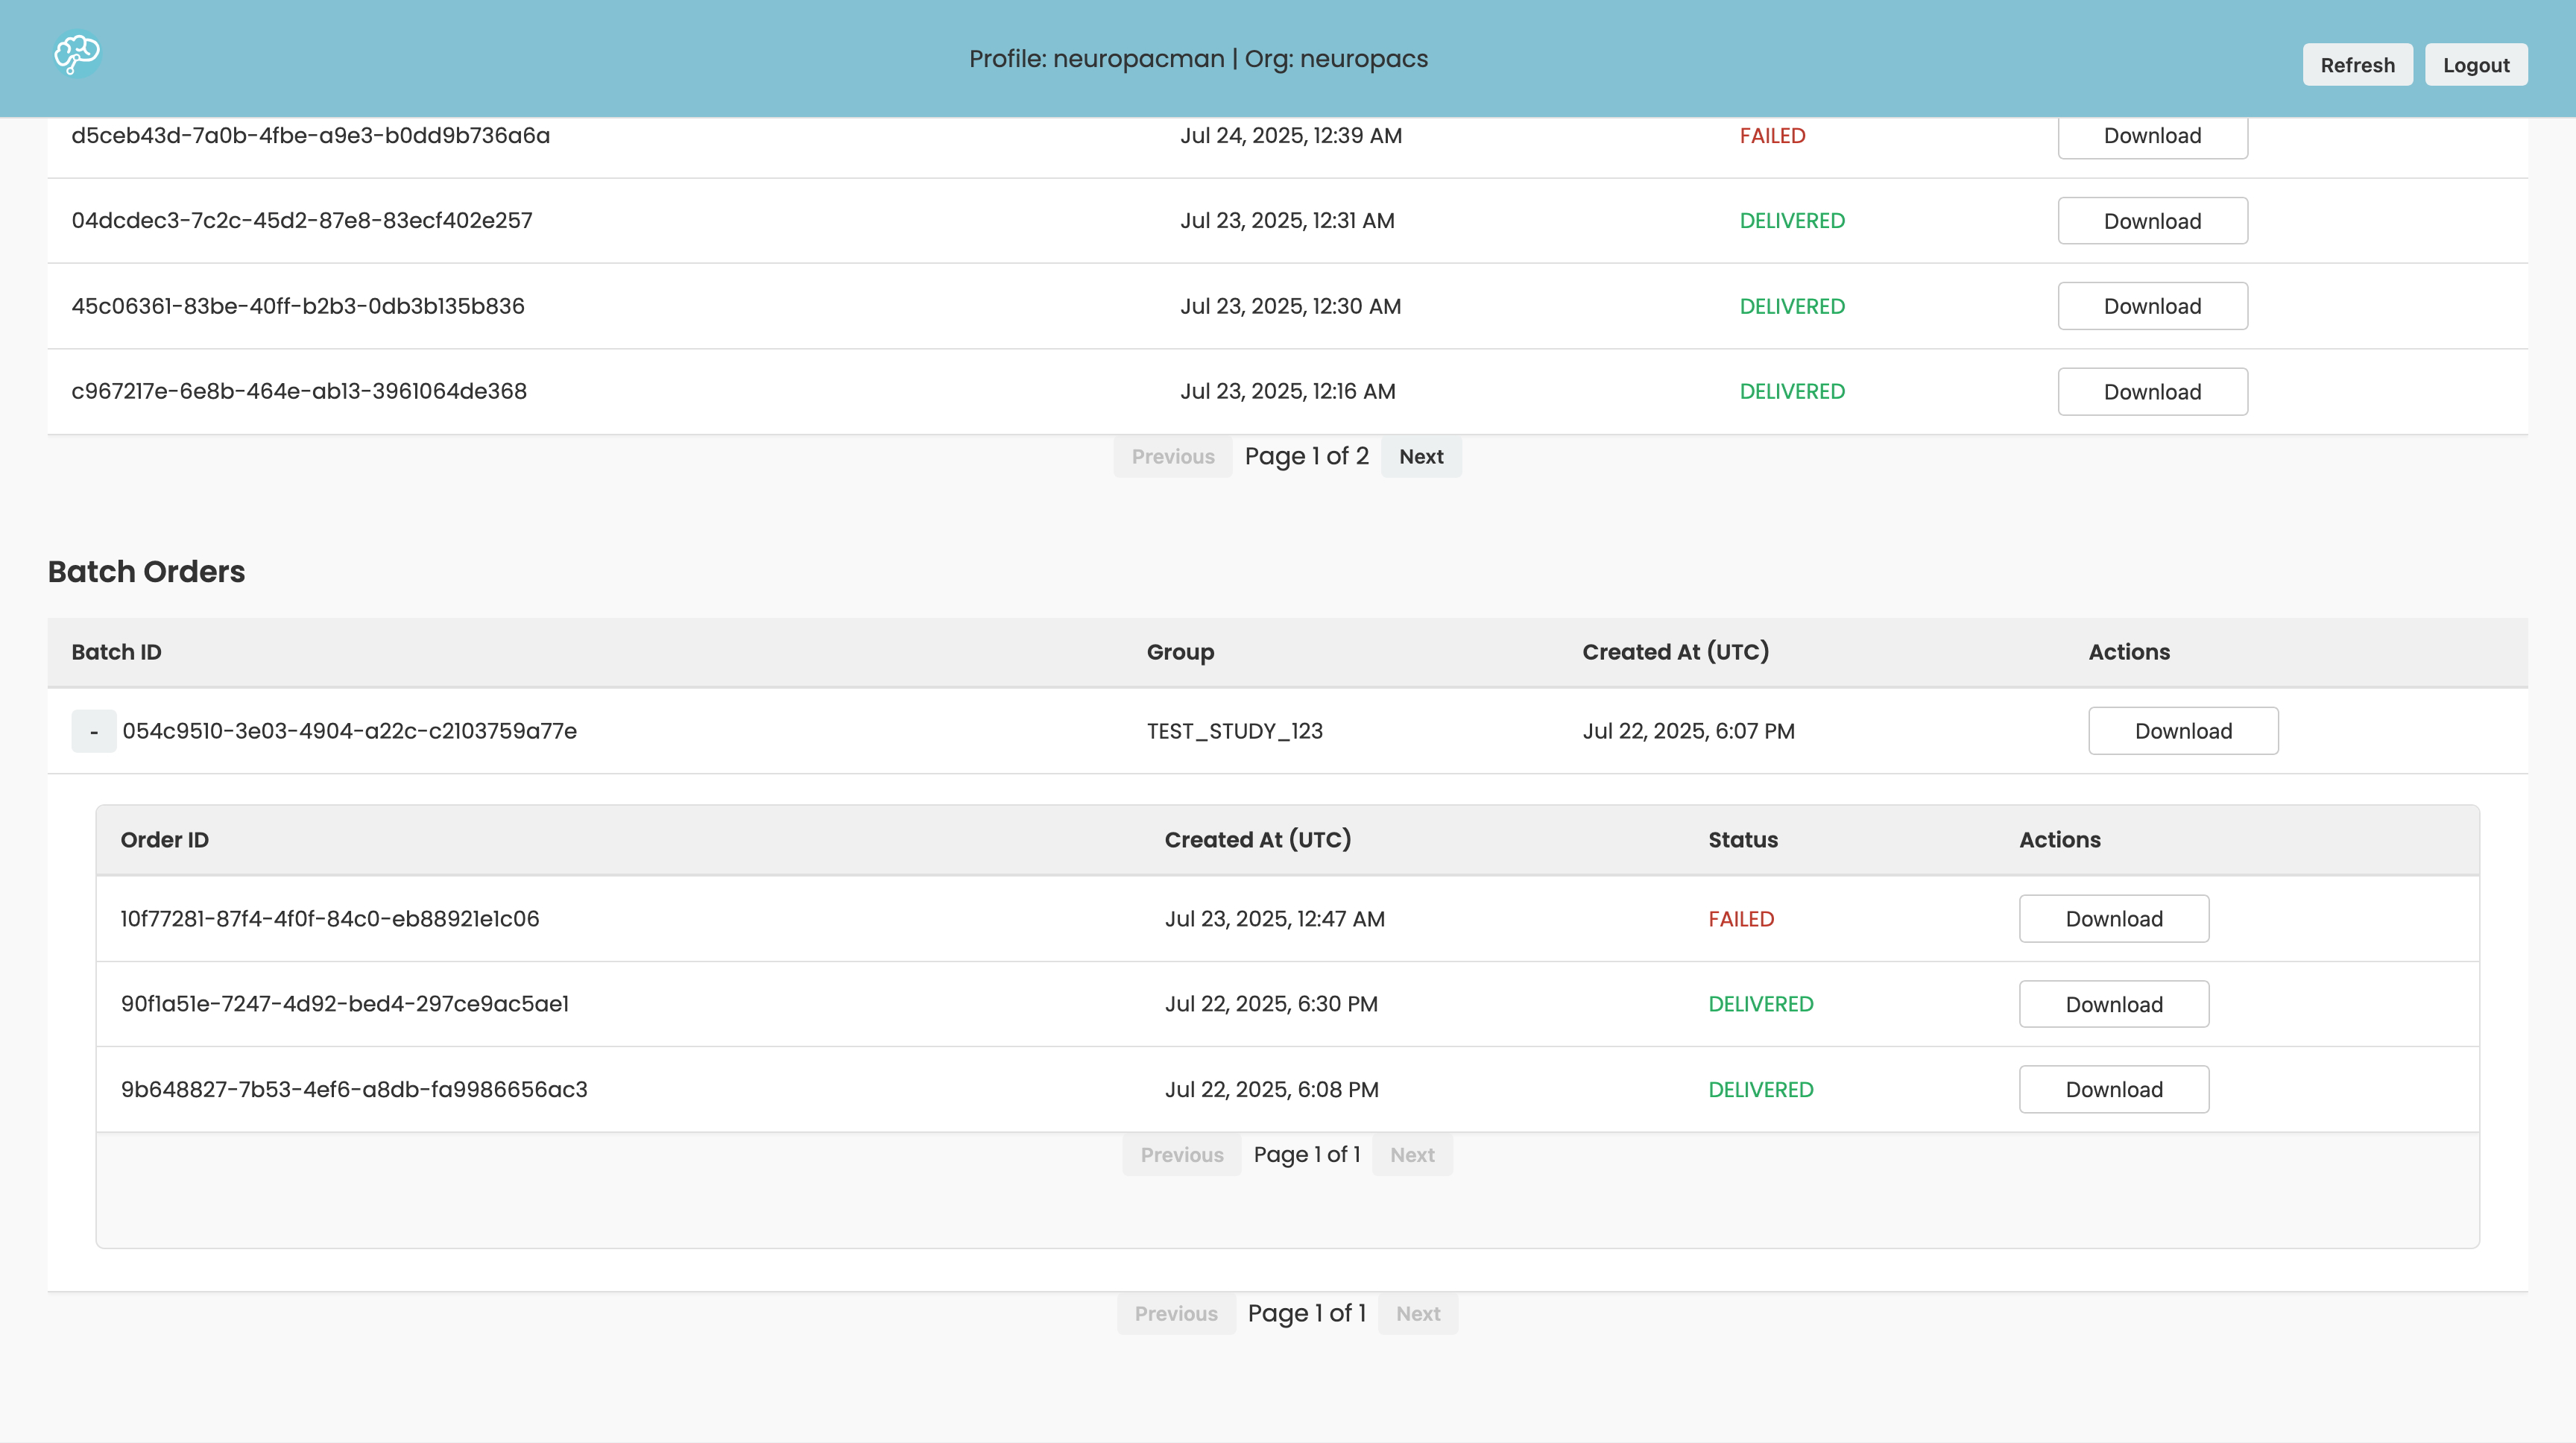 Profile: neuropacman | Org: neuropacs
Refresh Logout
d5ceb43d-7a0b-4fbe-a9e3-b0dd9b736a6a Jul 24, 2025, 12:39 AM FAILED Download
04dcdec3-7c2c-45d2-87e8-83ecf402e257 Jul 23, 2025, 12:31 AM DELIVERED Download
45c06361-83be-40ff-b2b3-0db3b135b836 Jul 23, 2025, 12:30 AM DELIVERED Download
c967217e-6e8b-464e-ab13-3961064de368 Jul 23, 2025, 12:16 AM DELIVERED Download
Previous Page 1 of 2 Next
Batch Orders
Batch ID Group Created At (UTC) Actions
- 054c9510-3e03-4904-a22c-c2103759a77e TEST_STUDY_123 Jul 22, 2025, 6:07 PM Download
Order ID Created At (UTC) Status Actions
10f77281-87f4-4f0f-84c0-eb88921e1c06 Jul 23, 2025, 12:47 AM FAILED Download
90f1a51e-7247-4d92-bed4-297ce9ac5ae1 Jul 22, 2025, 6:30 PM DELIVERED Download
9b648827-7b53-4ef6-a8db-fa9986656ac3 Jul 22, 2025, 6:08 PM DELIVERED Download
Previous Page 1 of 1 Next
Previous Page 1 of 1 Next